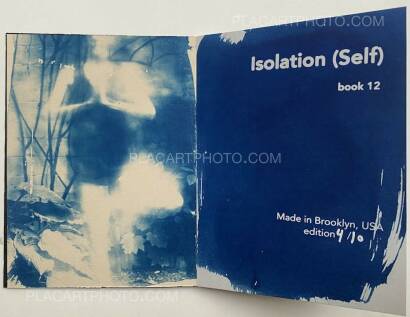 PLACARTPHOTO.COM
Isolation (Self)
book 12
PLACARTPHOTO.COM
Made in Brooklyn, USA
edition 4/10
PLACARTPHOTO.COM